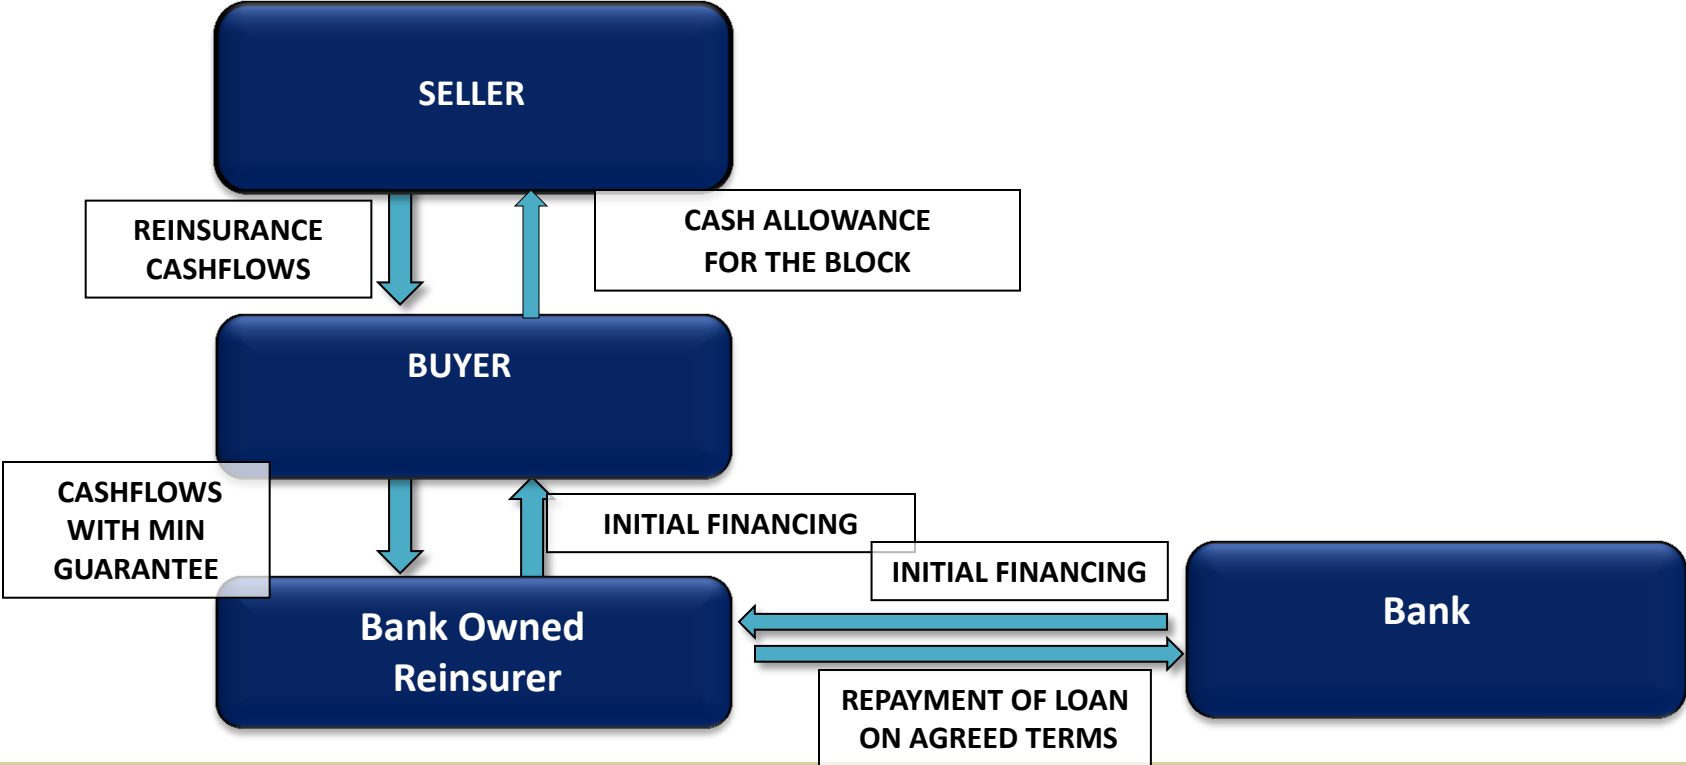 SELLER
REINSURANCE
CASHFLOWS
CASH ALLOWANCE
FOR THE BLOCK
BUYER
CASHFLOWS
WITH MIN
GUARANTEE
INITIAL FINANCING
INITIAL FINANCING
Bank Owned
Reinsurer
Bank
REPAYMENT OF LOAN
ON AGREED TERMS